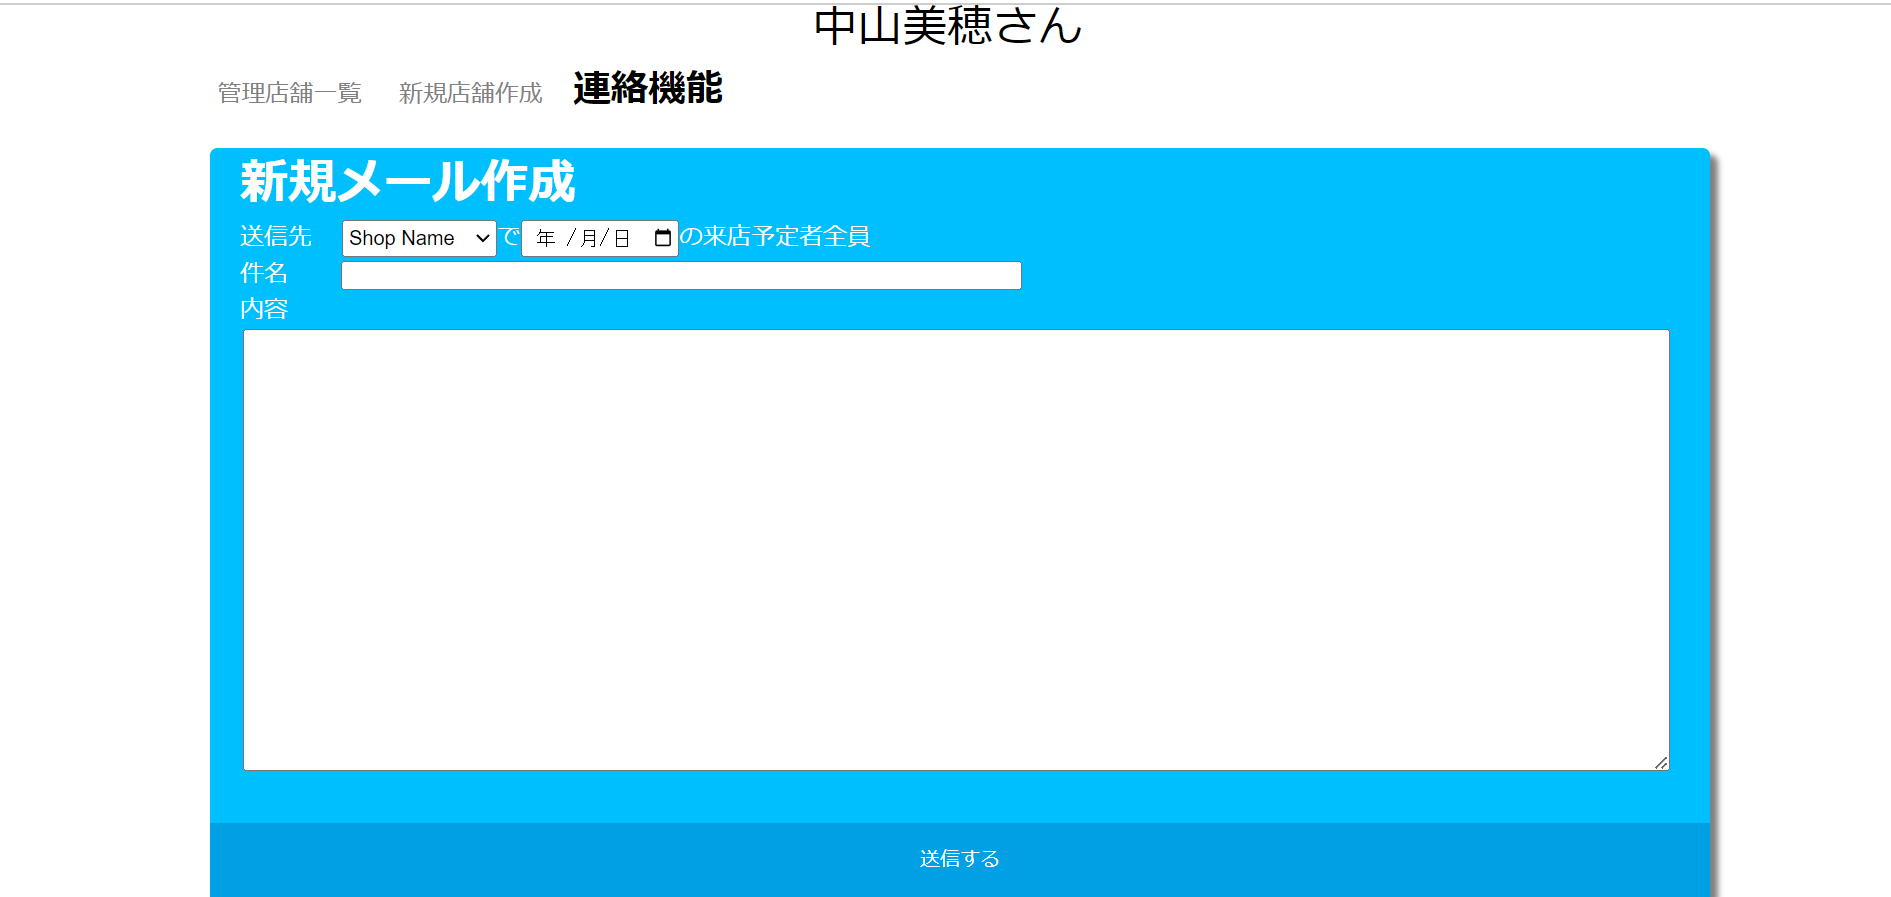 中山美穂さん
管理店舗一覧 新規店舗作成 連絡機能
新規メール作成
送信先 Shop Name で 年 /月/日 の来店予定者全員
件名
内容
送信する